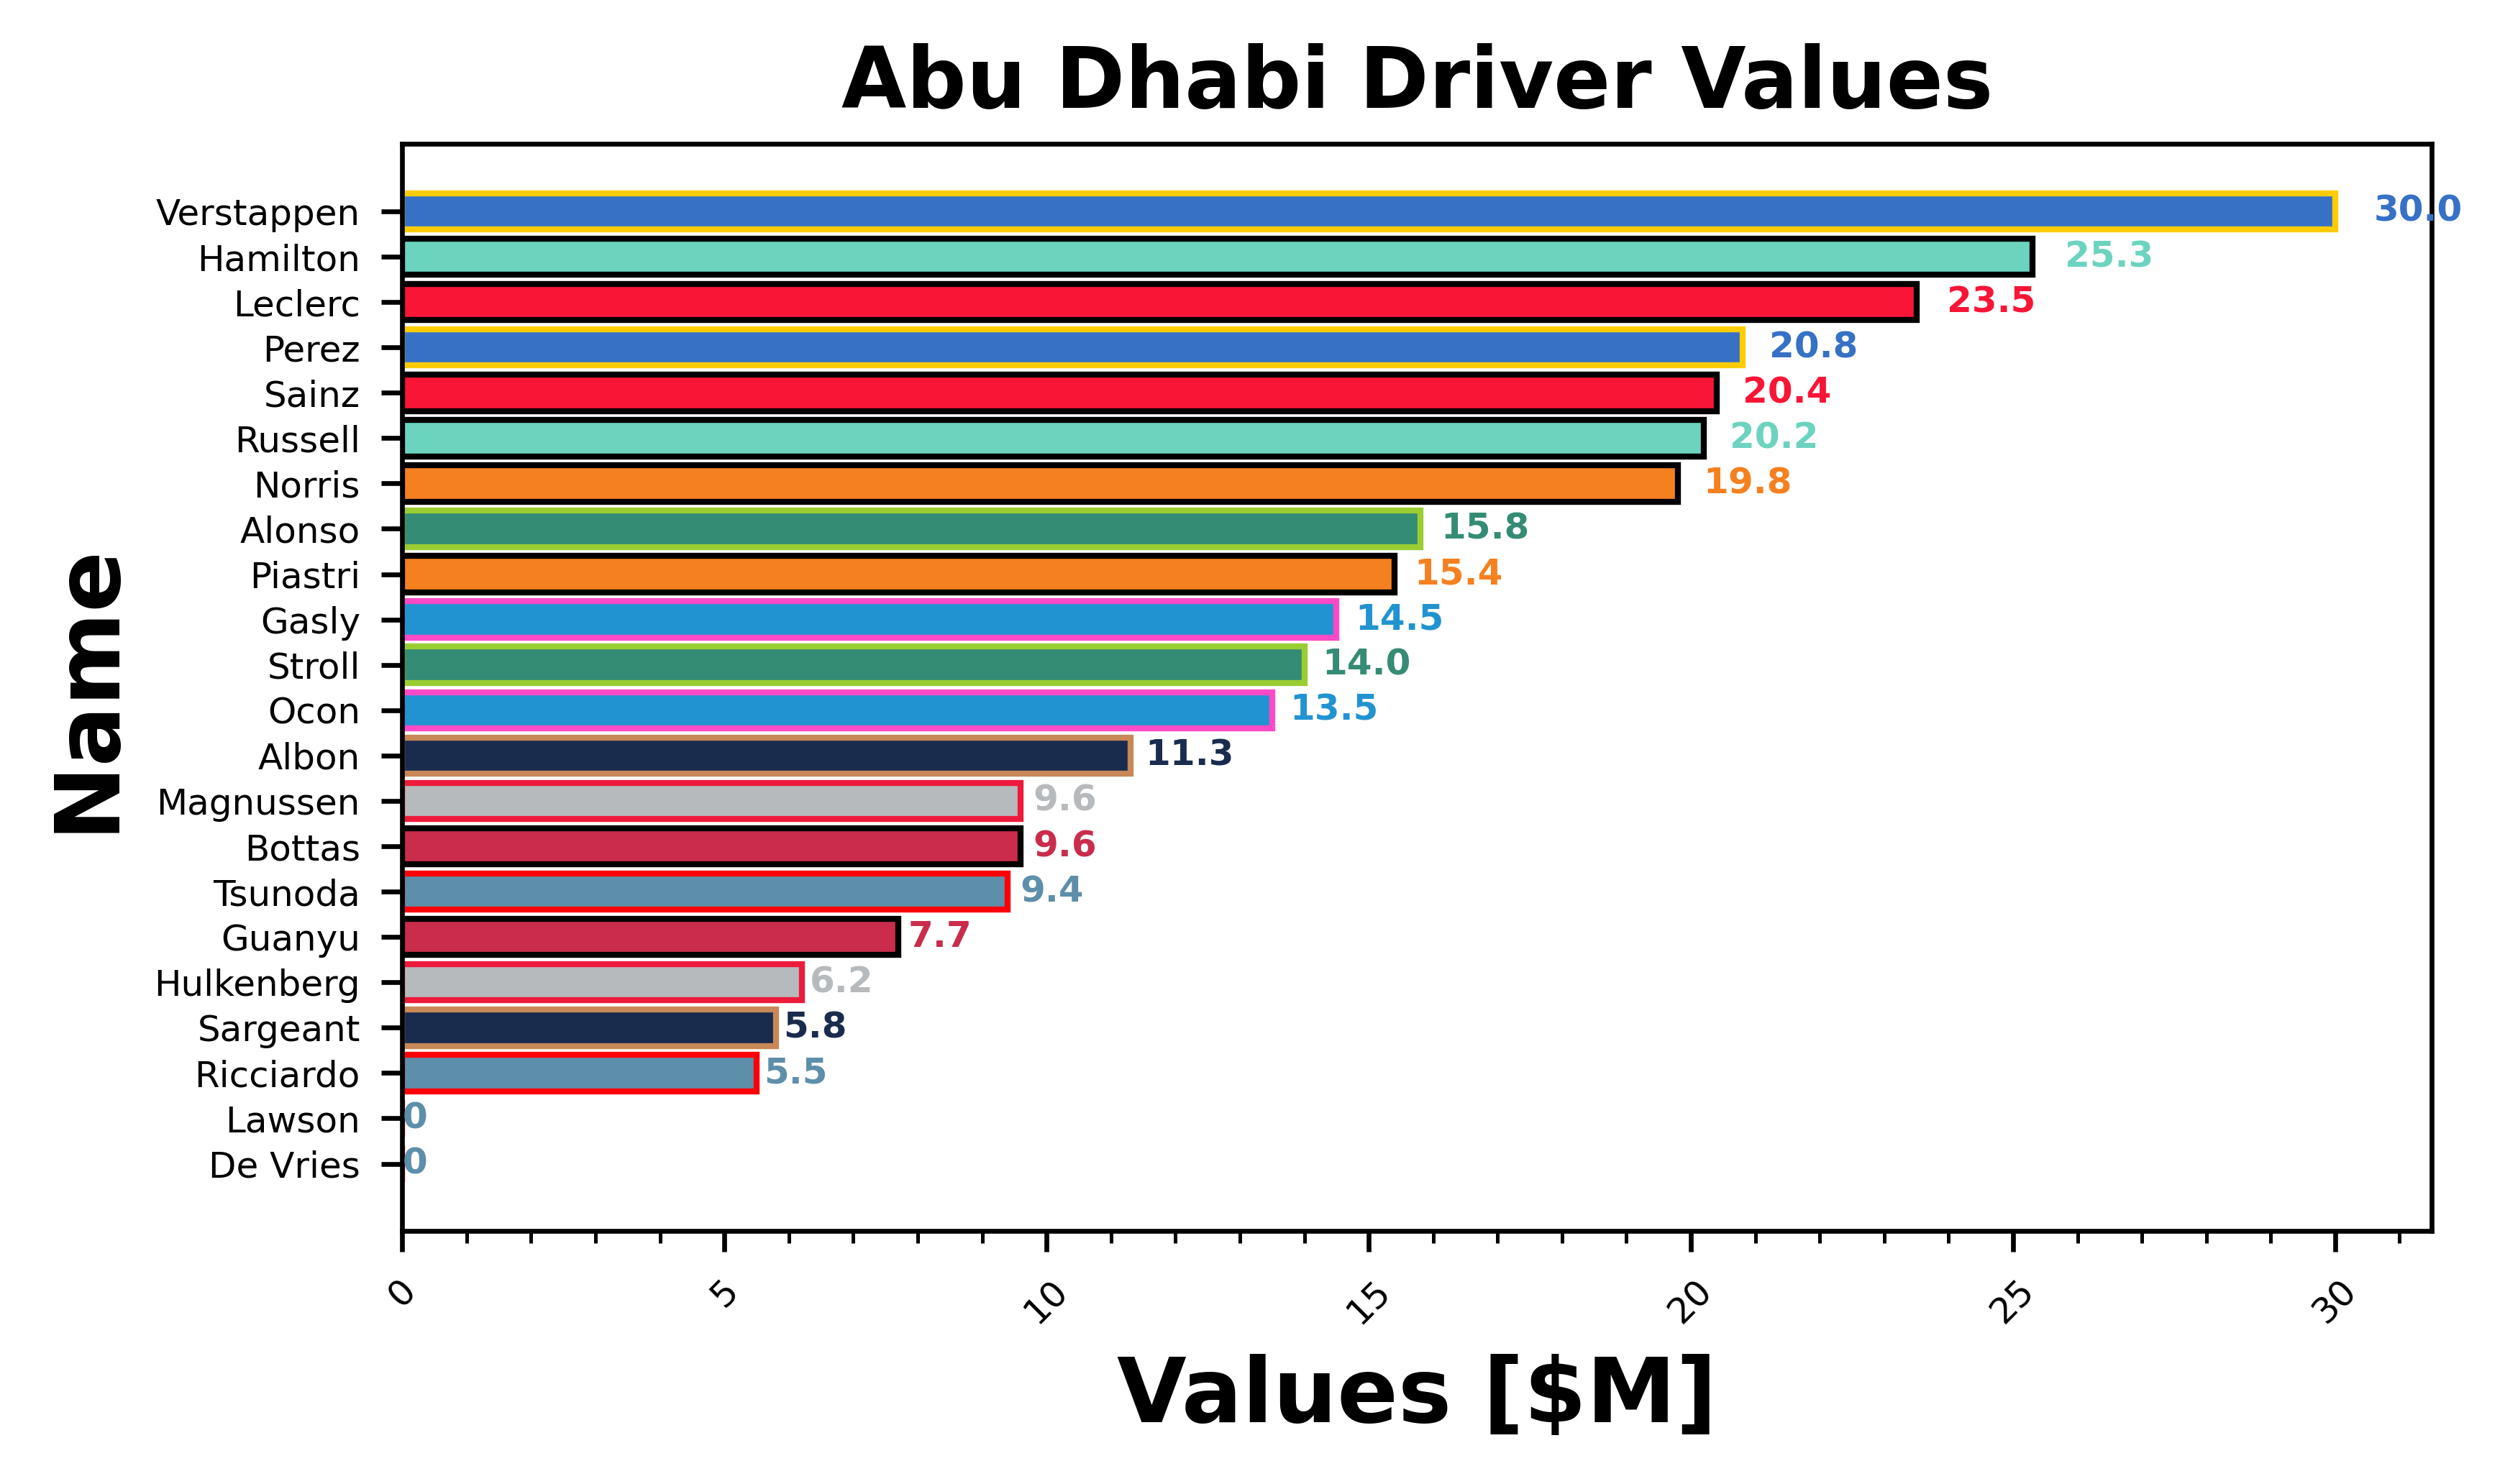 Abu Dhabi Driver Values
Name
Verstappen 30.0
Hamilton 25.3
Leclerc 23.5
Perez 20.8
Sainz 20.4
Russell 20.2
Norris 19.8
Alonso 15.8
Piastri 15.4
Gasly 14.5
Stroll 14.0
Ocon 13.5
Albon 11.3
Magnussen 9.6
Bottas 9.6
Tsunoda 9.4
Guanyu 7.7
Hulkenberg 6.2
Sargeant 5.8
Ricciardo 5.5
Lawson 0
De Vries 0
0 5 10 15 20 25 30
Values [$M]